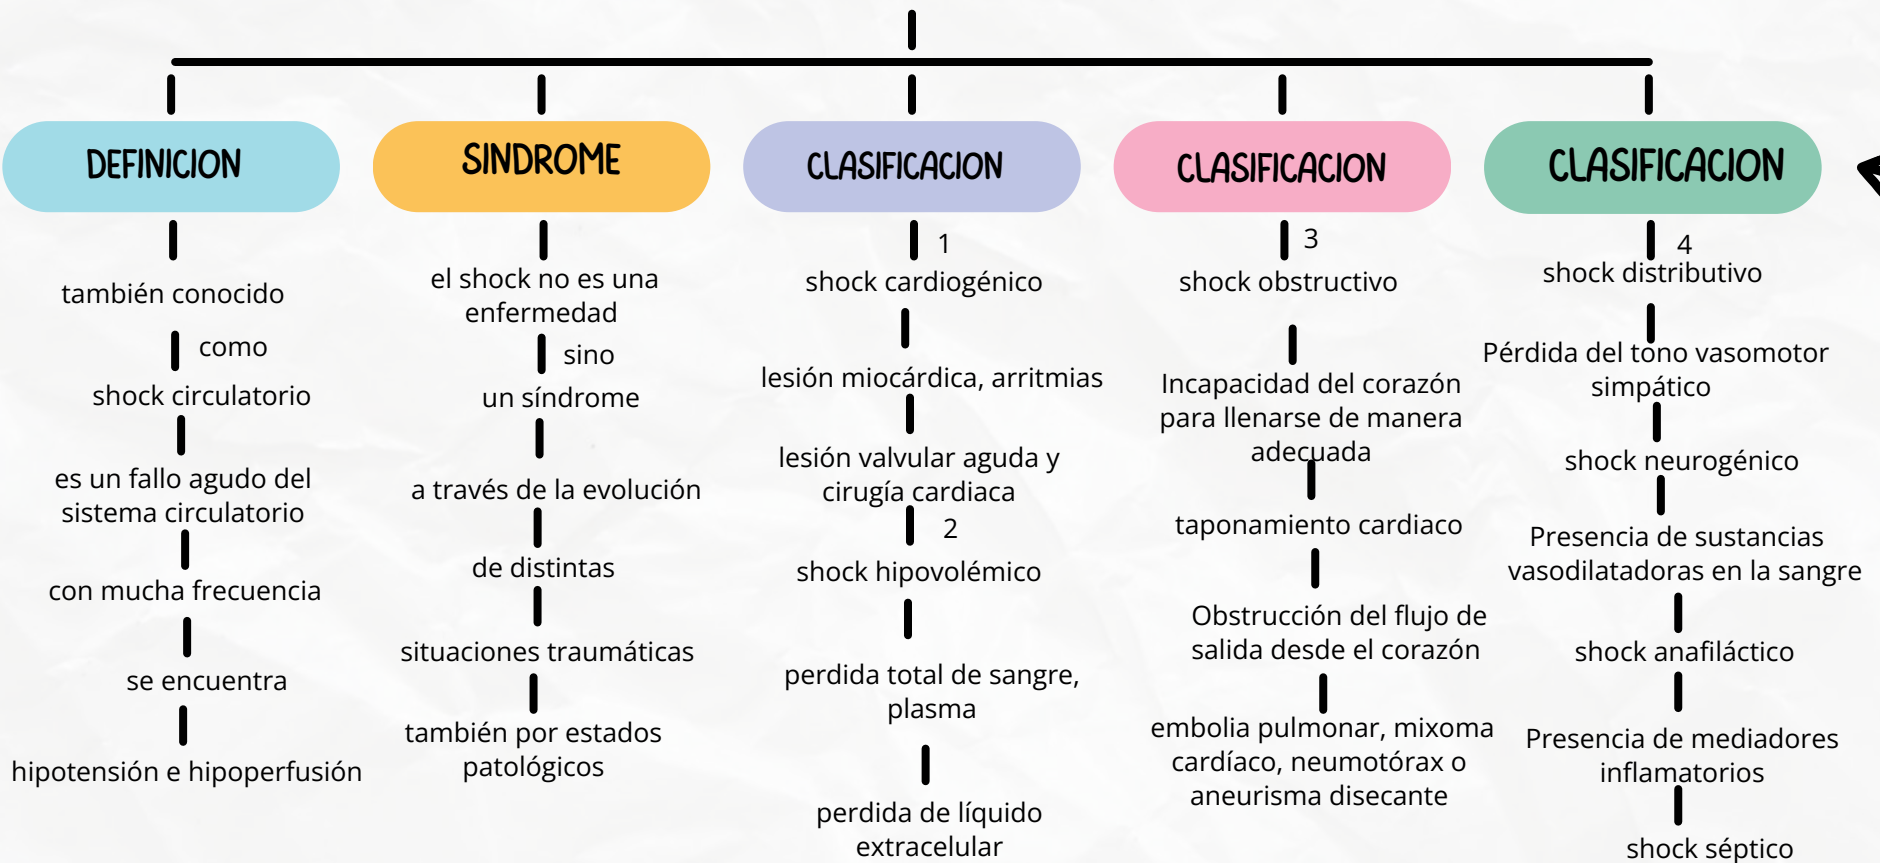 DEFINICION
también conocido
como
shock circulatorio
es un fallo agudo del
sistema circulatorio
con mucha frecuencia
se encuentra
hipotensión e hipoperfusión
SINDROME
el shock no es una
enfermedad
sino
un síndrome
a través de la evolución
de distintas
situaciones traumáticas
también por estados
patológicos
CLASIFICACION
1
shock cardiogénico
lesión miocárdica, arritmias
lesión valvular aguda y
cirugía cardiaca
2
shock hipovolémico
perdida total de sangre,
plasma
perdida de líquido
extracelular
CLASIFICACION
3
shock obstructivo
Incapacidad del corazón
para llenarse de manera
adecuada
taponamiento cardiaco
Obstrucción del flujo de
salida desde el corazón
embolia pulmonar, mixoma
cardíaco, neumotórax o
aneurisma disecante
CLASIFICACION
4
shock distributivo
Pérdida del tono vasomotor
simpático
shock neurogénico
Presencia de sustancias
vasodilatadoras en la sangre
shock anafiláctico
Presencia de mediadores
inflamatorios
shock séptico